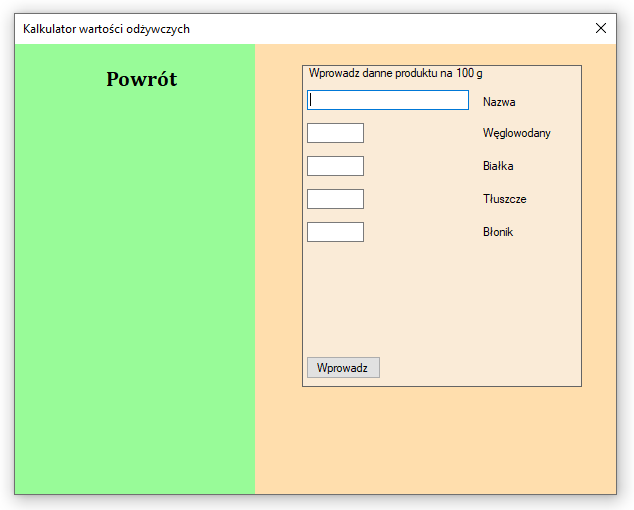 Kalkulator wartości odżywczych
Powrót
Wprowadz danne produktu na 100 g
Nazwa
Węglowodany
Białka
Tłuszcze
Błonik
Wprowadz